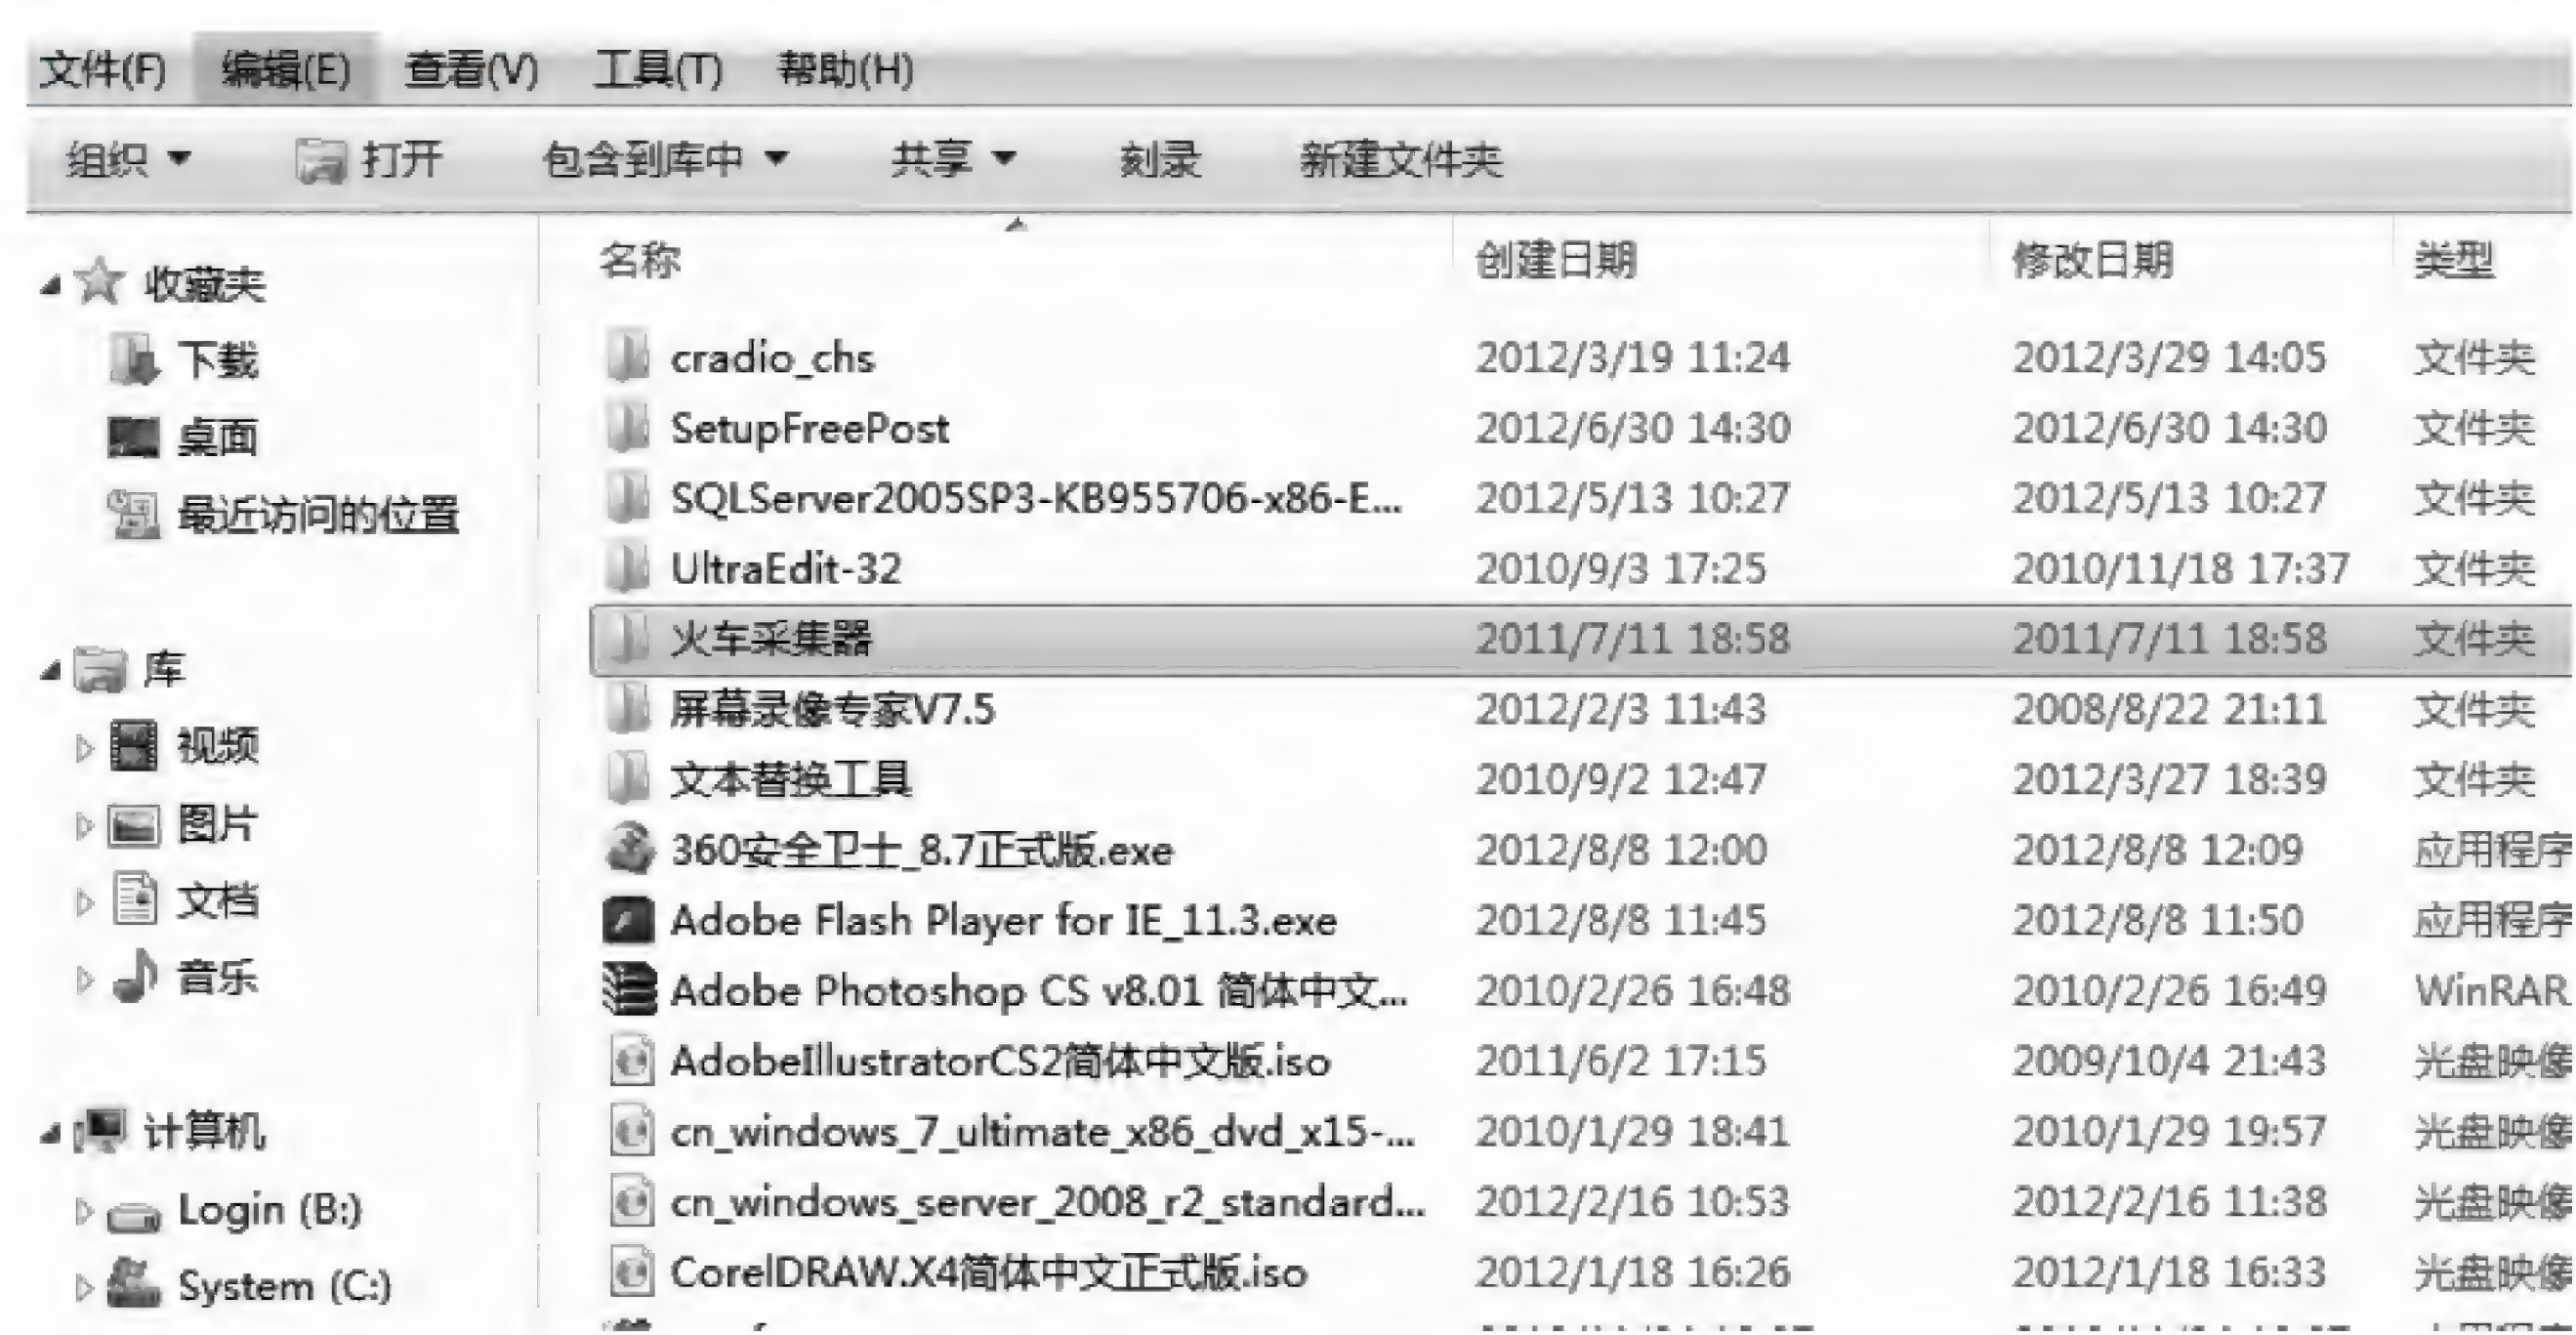 文件(F) 编辑(E) 查看(V) 工具(T) 帮助(H)
组织 打开 包含到库中 共享 刻录 新建文件夹
收藏夹
下载
桌面
最近访问的位置
库
视频
图片
文档
音乐
计算机
Login (B:)
System (C:)
名称 创建日期 修改日期 类型
cradio_chs 2012/3/19 11:24 2012/3/29 14:05 文件夹
SetupFreePost 2012/6/30 14:30 2012/6/30 14:30 文件夹
SQLServer2005SP3-KB955706-x86-E... 2012/5/13 10:27 2012/5/13 10:27 文件夹
UltraEdit-32 2010/9/3 17:25 2010/11/18 17:37 文件夹
火车采集器 2011/7/11 18:58 2011/7/11 18:58 文件夹
屏幕录像专家V7.5 2012/2/3 11:43 2008/8/22 21:11 文件夹
文本替换工具 2010/9/2 12:47 2012/3/27 18:39 文件夹
360安全卫士_8.7正式版.exe 2012/8/8 12:00 2012/8/8 12:09 应用程序
Adobe Flash Player for IE_11.3.exe 2012/8/8 11:45 2012/8/8 11:50 应用程序
Adobe Photoshop CS v8.01 简体中文... 2010/2/26 16:48 2010/2/26 16:49 WinRAR
AdobeIllustratorCS2简体中文版.iso 2011/6/2 17:15 2009/10/4 21:43 光盘映像
cn_windows_7_ultimate_x86_dvd_x15-... 2010/1/29 18:41 2010/1/29 19:57 光盘映像
cn_windows_server_2008_r2_standard... 2012/2/16 10:53 2012/2/16 11:38 光盘映像
CorelDRAW.X4简体中文正式版.iso 2012/1/18 16:26 2012/1/18 16:33 光盘映像